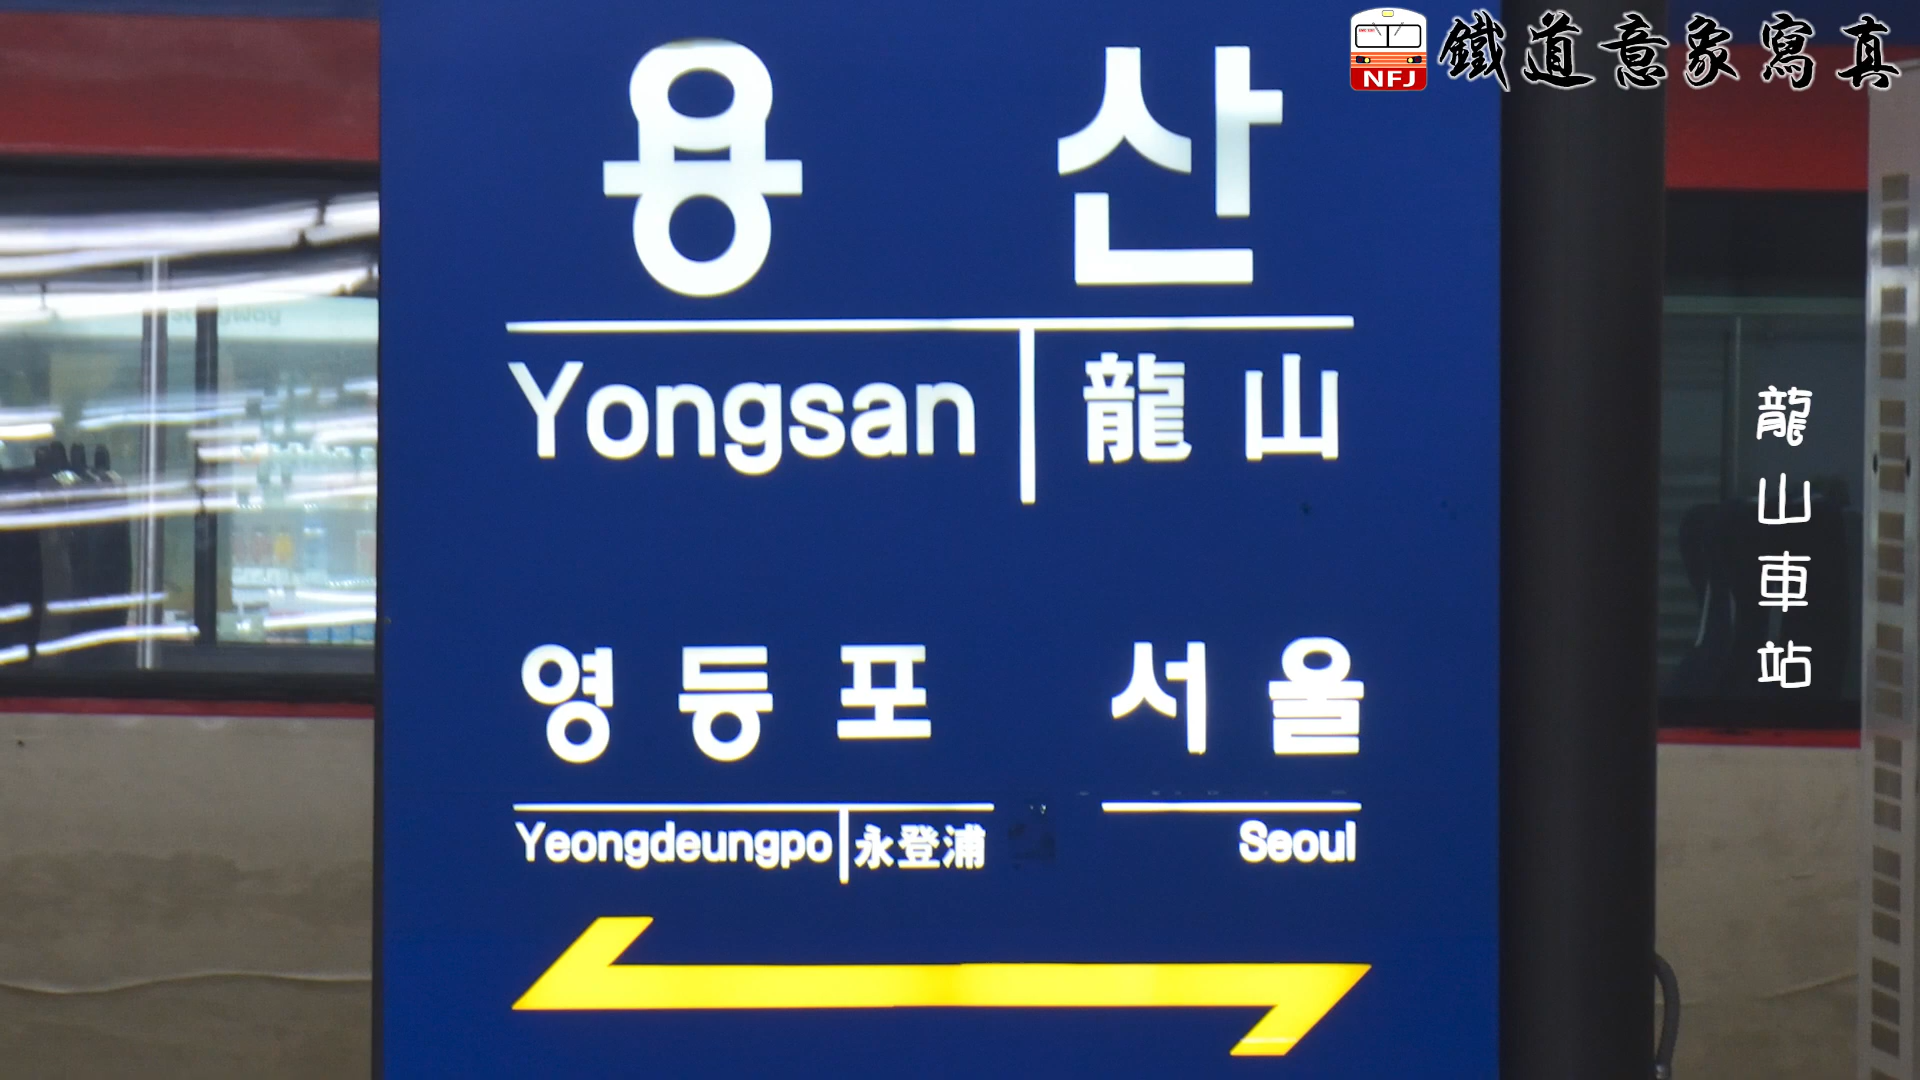 NFJ 鐵道意象寫真
용산
Yongsan 龍山
영등포 서울
Yeongdeungpo 永登浦 Seoul
龍山車站